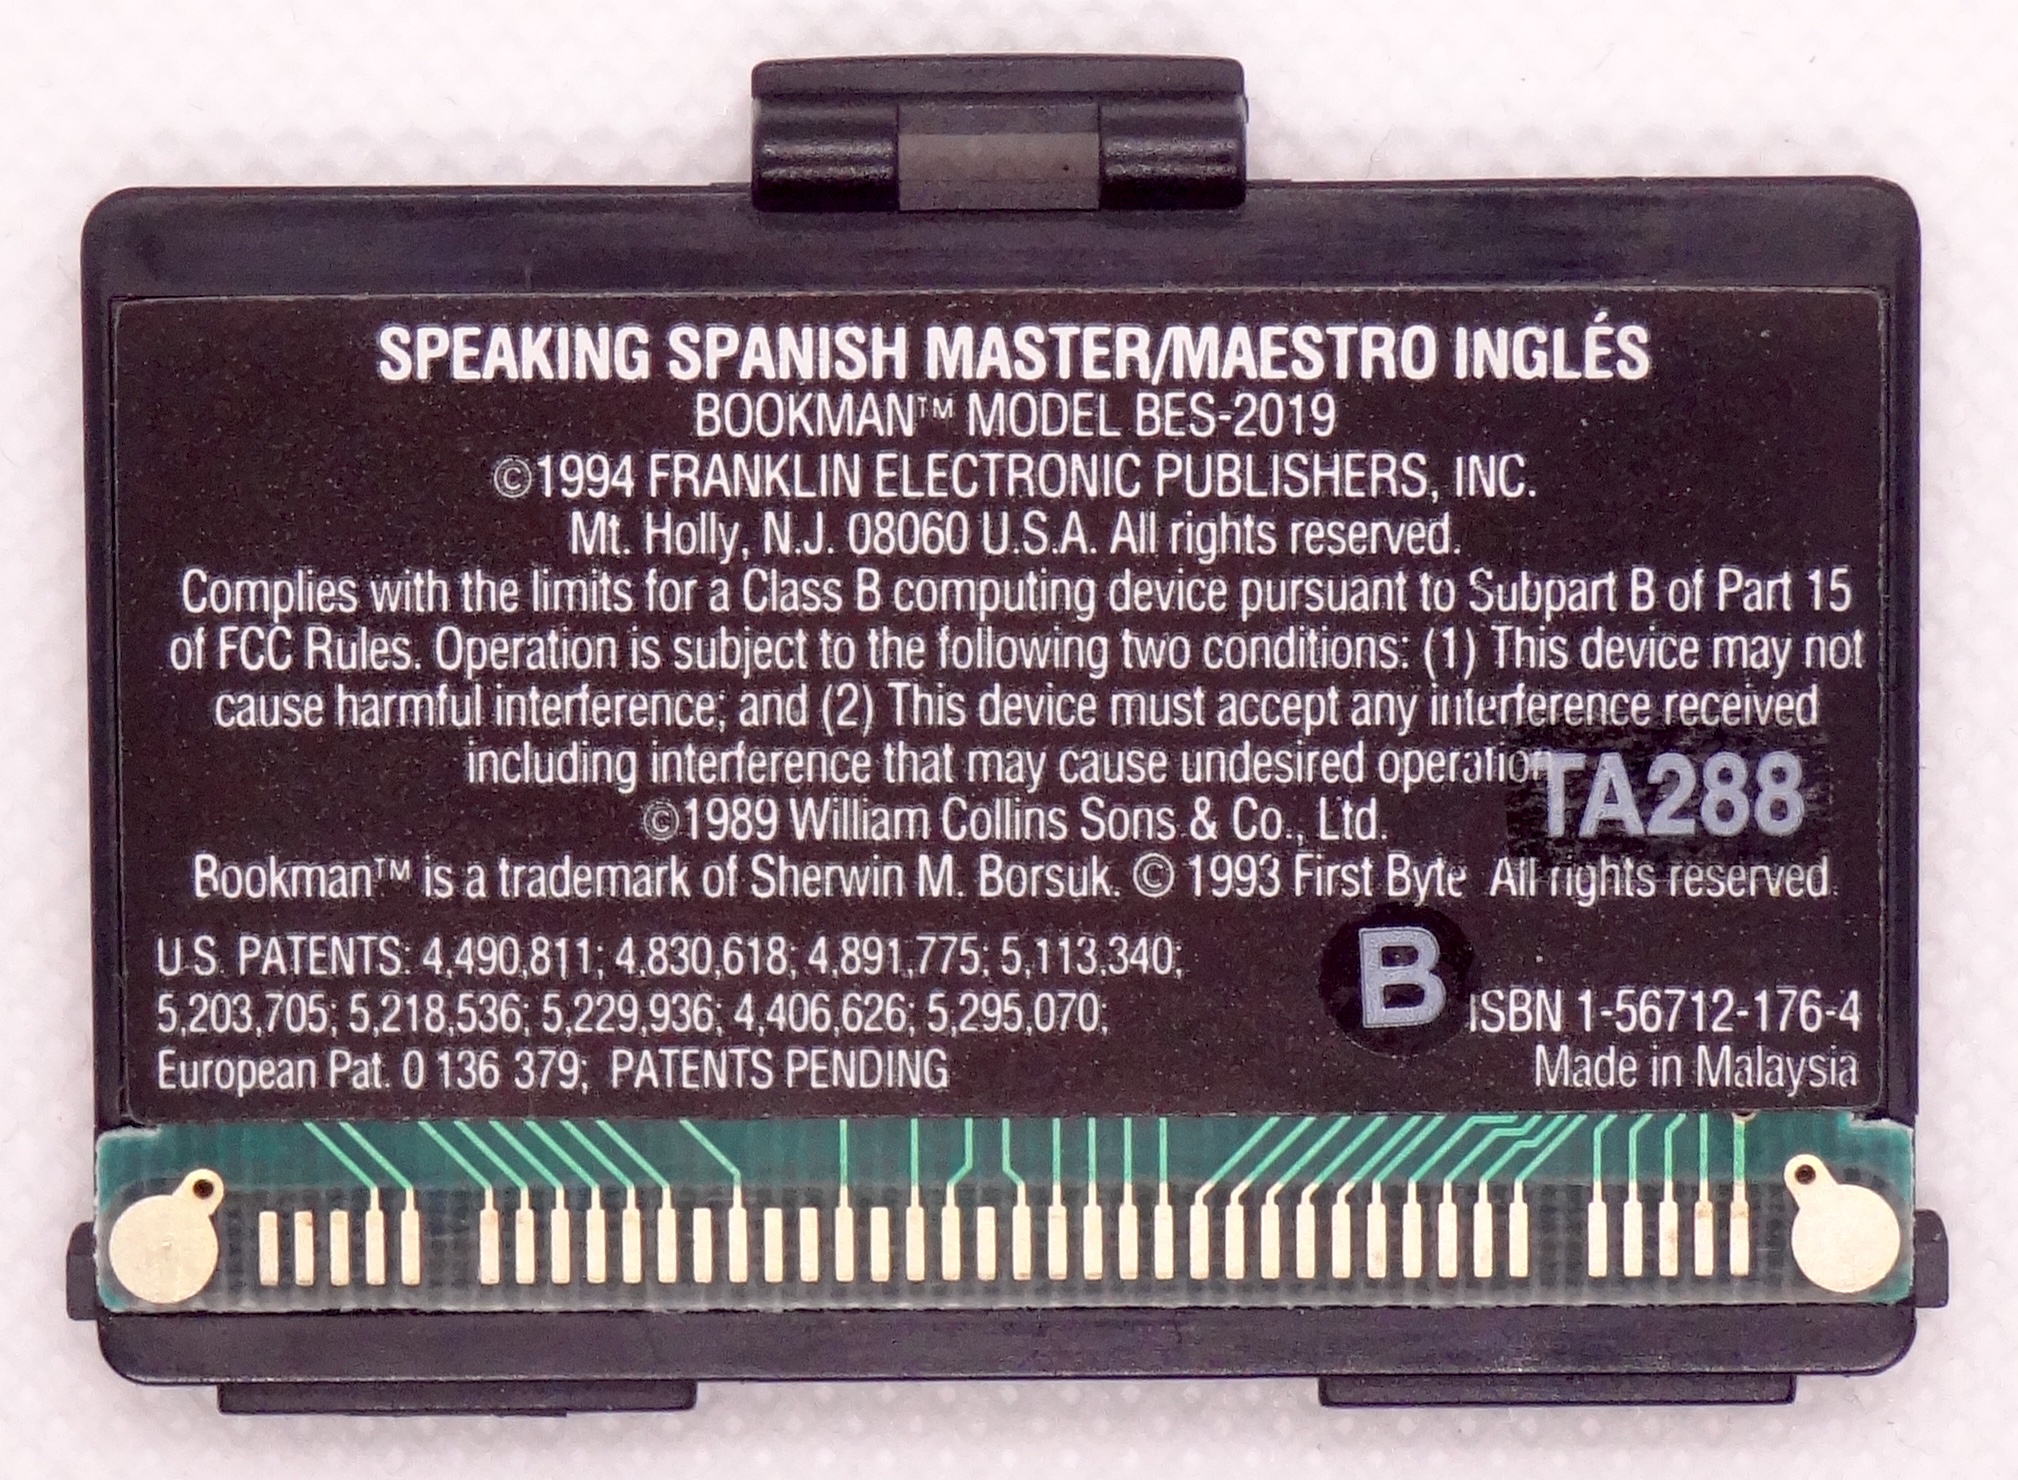 SPEAKING SPANISH MASTER/MAESTRO INGLÉS
BOOKMAN™ MODEL BES-2019
©1994 FRANKLIN ELECTRONIC PUBLISHERS, INC.
Mt. Holly, N.J. 08060 U.S.A. All rights reserved.
Complies with the limits for a Class B computing device pursuant to Subpart B of Part 15
of FCC Rules. Operation is subject to the following two conditions: (1) This device may not
cause harmful interference; and (2) This device must accept any interference received
including interference that may cause undesired operation
TA288
©1989 William Collins Sons & Co., Ltd.
Bookman™ is a trademark of Sherwin M. Borsuk. © 1993 First Byte All rights reserved.
U.S. PATENTS: 4,490,811; 4,830,618; 4,891,775; 5,113,340;
5,203,705; 5,218,536; 5,229,936; 4,406,626; 5,295,070;
European Pat. 0 136 379; PATENTS PENDING
B
ISBN 1-56712-176-4
Made in Malaysia